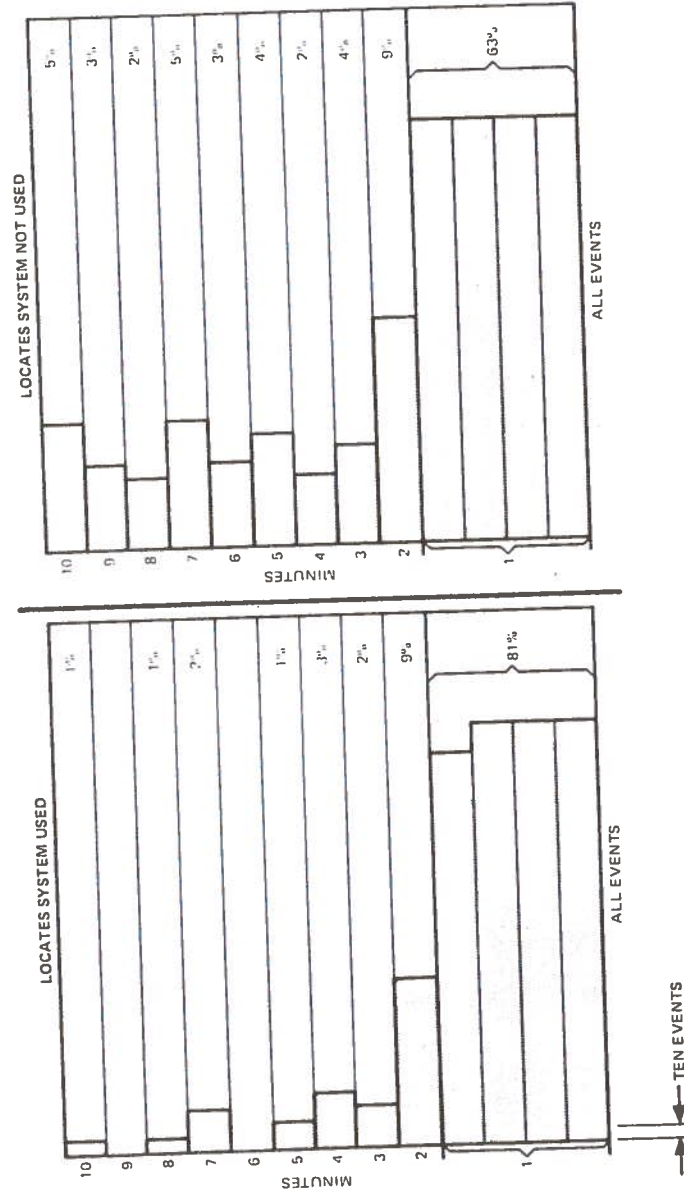 LOCATES SYSTEM USED
10 1%
9
8 1%
7 2%
6
5 1%
4 3%
3 2%
2 9%
1 81%
MINUTES
ALL EVENTS
TEN EVENTS
LOCATES SYSTEM NOT USED
10 5%
9 3%
8 2%
7 5%
6 3%
5 4%
4 2%
3 4%
2 9%
1 63%
MINUTES
ALL EVENTS